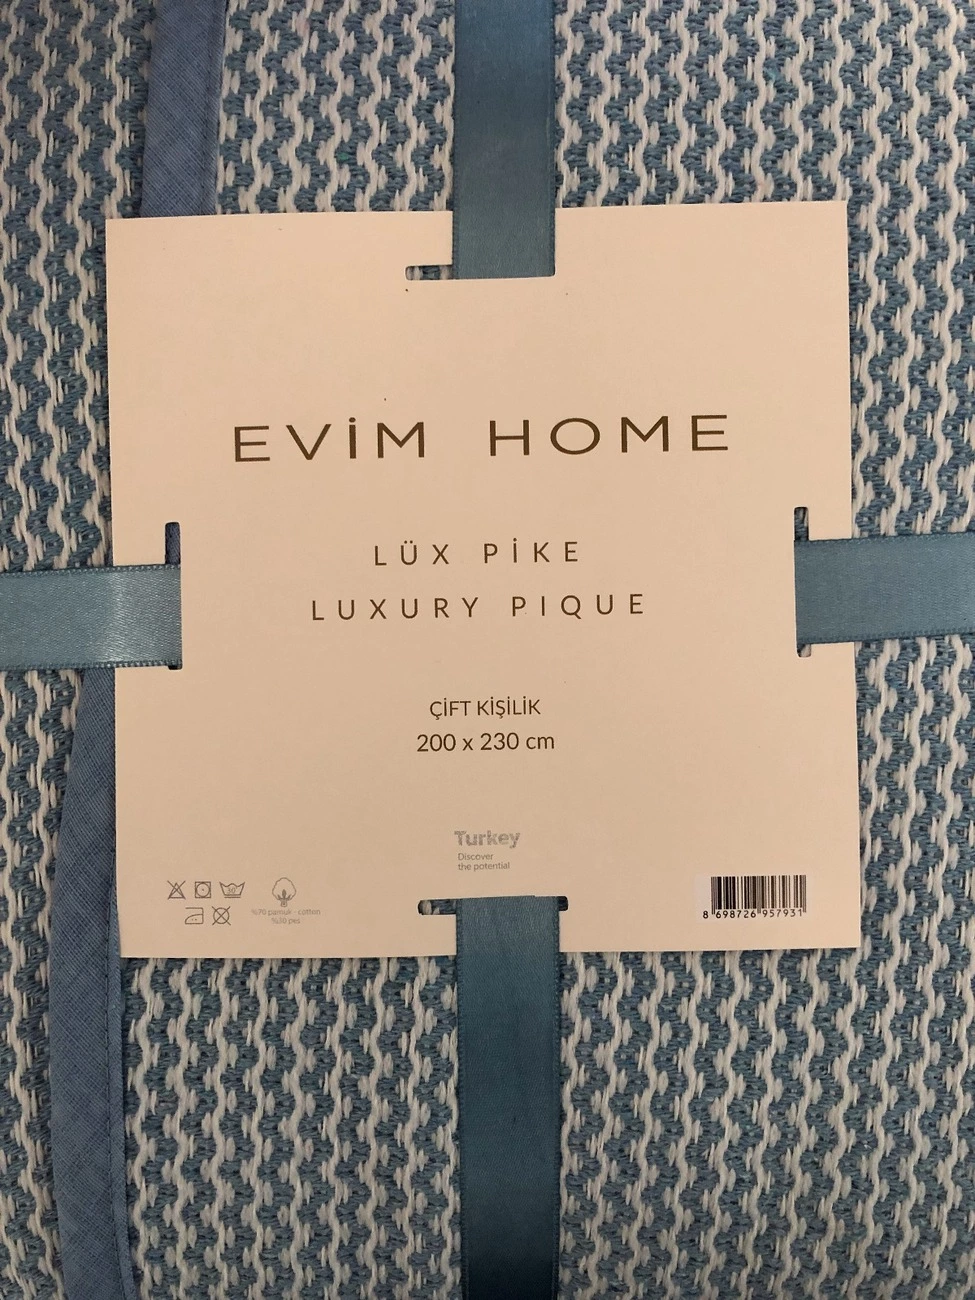 EVİM HOME
LÜX PİKE
LUXURY PIQUE
ÇİFT KİŞİLİK
200 x 230 cm
Turkey
Discover
the potential
30°
%70 pamuk - cotton
%30 pes
8 698726 957931